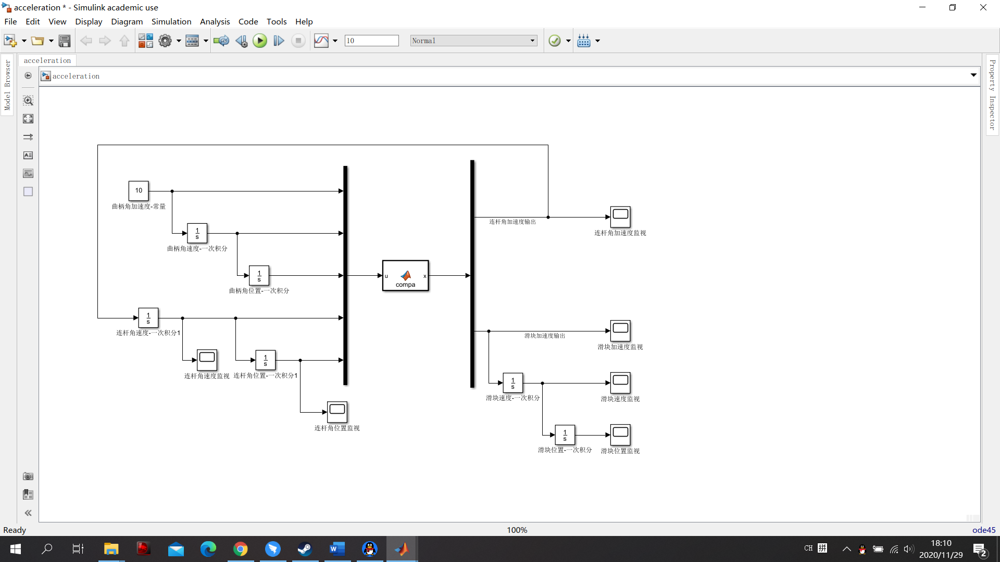 acceleration * - Simulink academic use
File Edit View Display Diagram Simulation Analysis Code Tools Help
10
Normal
acceleration
acceleration
Model Browser
Property Inspector
10
曲柄角加速度-常量
1
s
曲柄角速度-一次积分
1
s
曲柄角位置-一次积分
1
s
连杆角速度-一次积分1
连杆角速度监视
1
s
连杆角位置-一次积分1
连杆角位置监视
u
compa
x
连杆角加速度输出
连杆角加速度监视
滑块加速度输出
滑块加速度监视
1
s
滑块速度-一次积分
滑块速度监视
1
s
滑块位置-一次积分
滑块位置监视
Ready
100%
ode45
CH 拼
18:10
2020/11/29
2